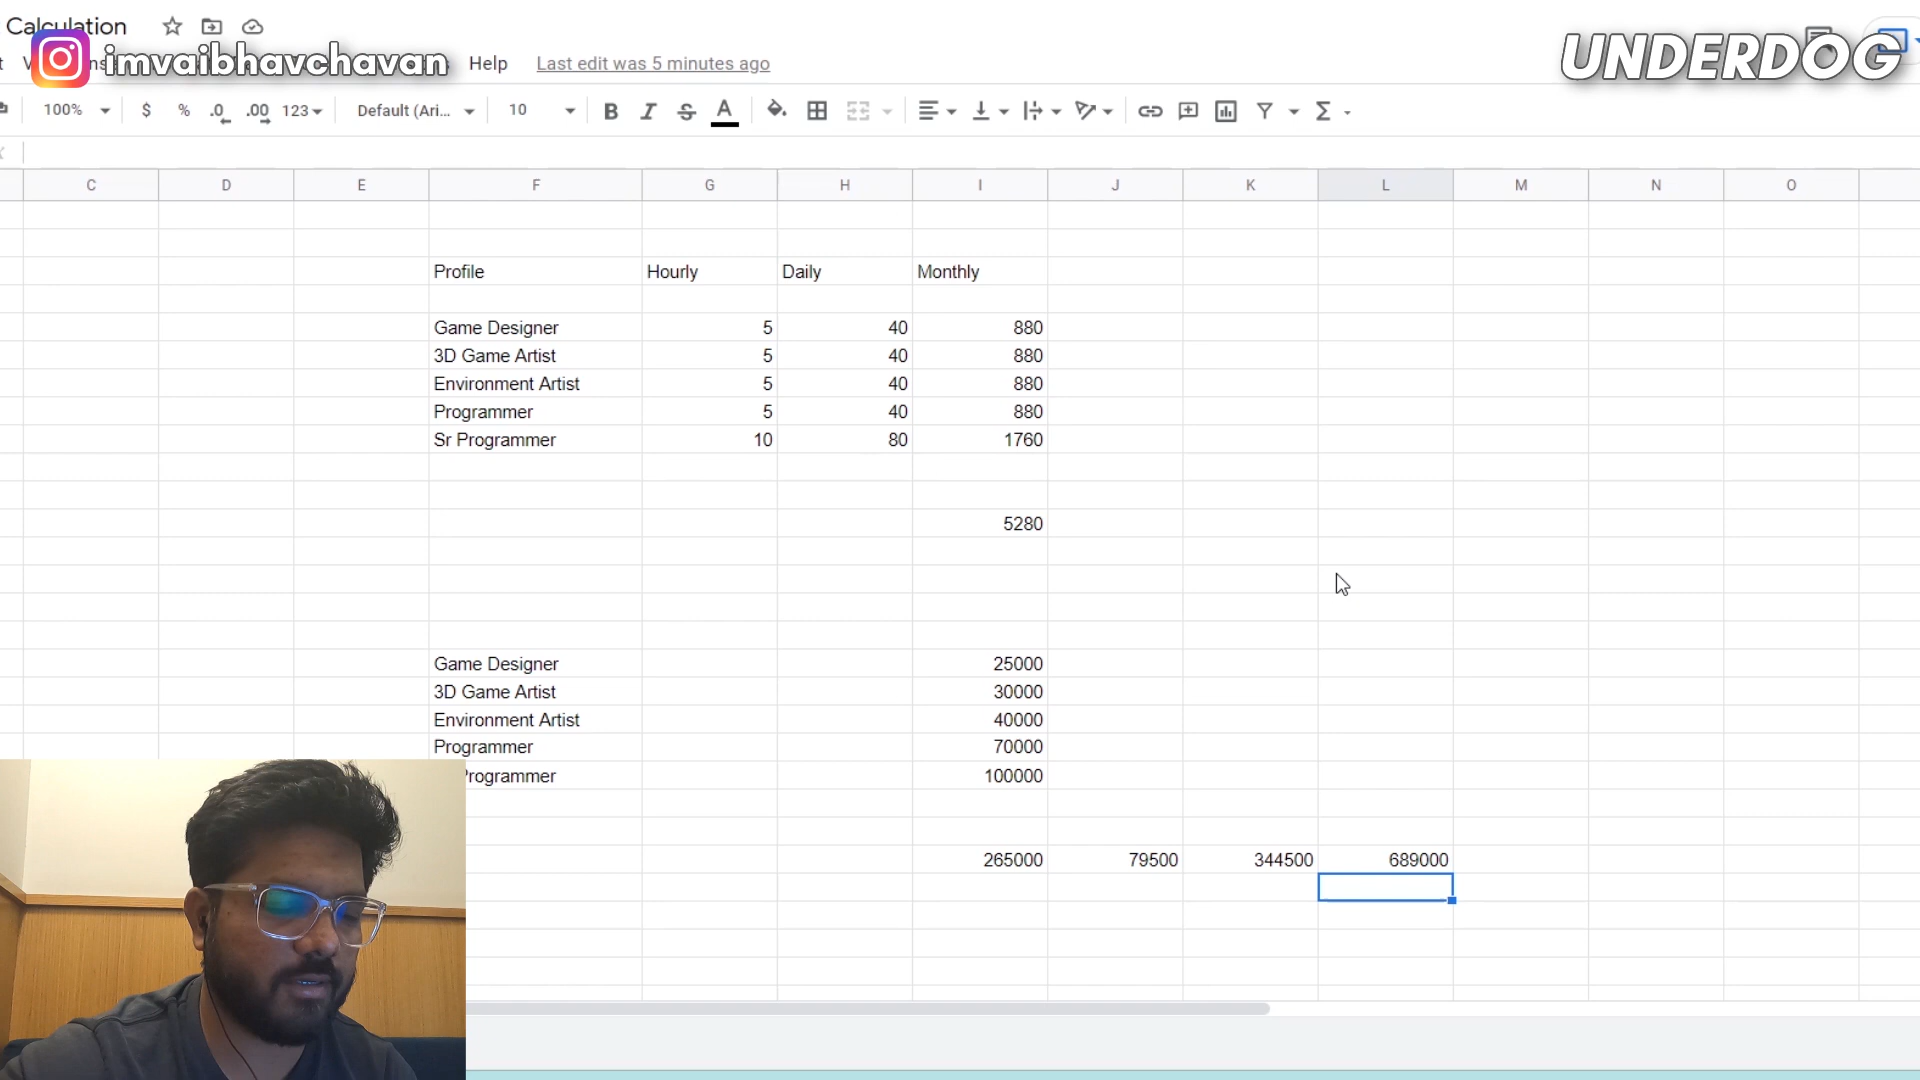 Calculation
imvaibhavchavan
Help
Last edit was 5 minutes ago
UNDERDOG
100%
$
%
.0
.00
123
Default (Ari...
10
B
I
S
A
Σ
C D E F G H I J K L M N O
Profile Hourly Daily Monthly
Game Designer 5 40 880
3D Game Artist 5 40 880
Environment Artist 5 40 880
Programmer 5 40 880
Sr Programmer 10 80 1760
5280
Game Designer 25000
3D Game Artist 30000
Environment Artist 40000
Programmer 70000
Programmer 100000
265000 79500 344500 689000